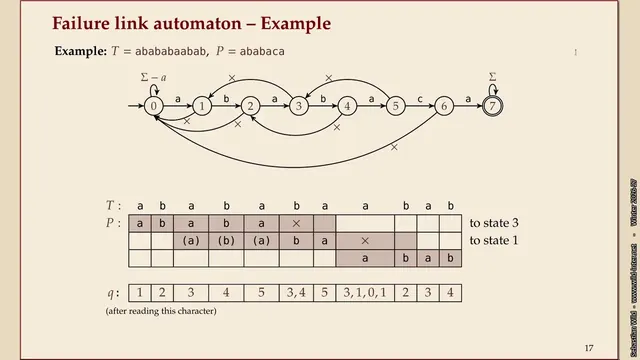 Failure link automaton – Example
Example: T = abababaabab, P = ababaca
Σ − a × × Σ
0 a 1 b 2 a 3 b 4 a 5 c 6 a 7
× × × ×
T : a b a b a b a a b a b
P : a b a b a × to state 3
(a) (b) (a) b a × to state 1
a b a b
q : 1 2 3 4 5 3, 4 5 3, 1, 0, 1 2 3 4
(after reading this character)
17